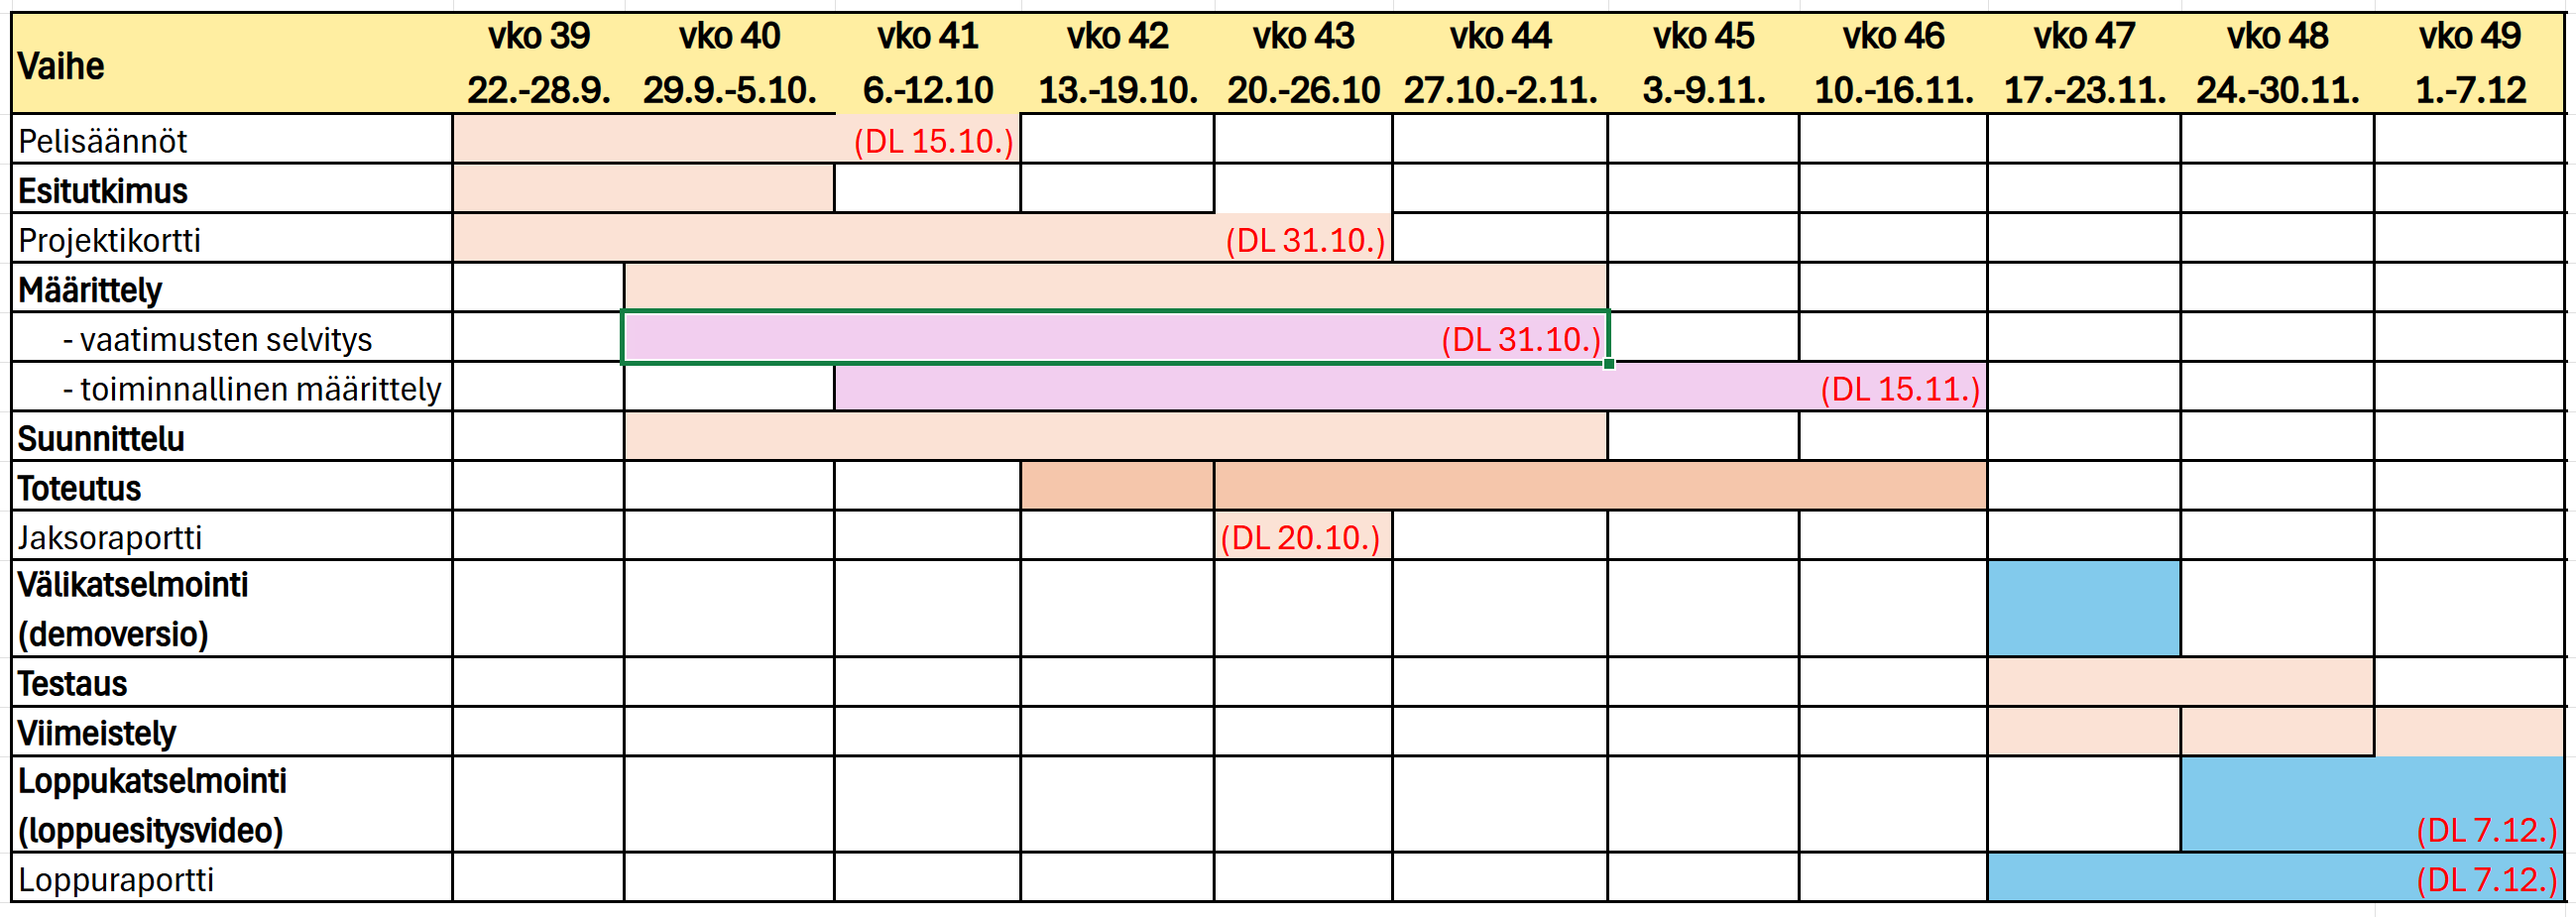 Vaihe
vko 39 vko 40 vko 41 vko 42 vko 43 vko 44 vko 45 vko 46 vko 47 vko 48 vko 49
22.-28.9. 29.9.-5.10. 6.-12.10 13.-19.10. 20.-26.10 27.10.-2.11. 3.-9.11. 10.-16.11. 17.-23.11. 24.-30.11. 1.-7.12
Pelisäännöt (DL 15.10.)
Esitutkimus
Projektikortti (DL 31.10.)
Määrittely
- vaatimusten selvitys (DL 31.10.)
- toiminnallinen määrittely (DL 15.11.)
Suunnittelu
Toteutus
Jaksoraportti (DL 20.10.)
Välikatselmointi
(demoversio)
Testaus
Viimeistely
Loppukatselmointi
(loppuesitysvideo) (DL 7.12.)
Loppuraportti (DL 7.12.)